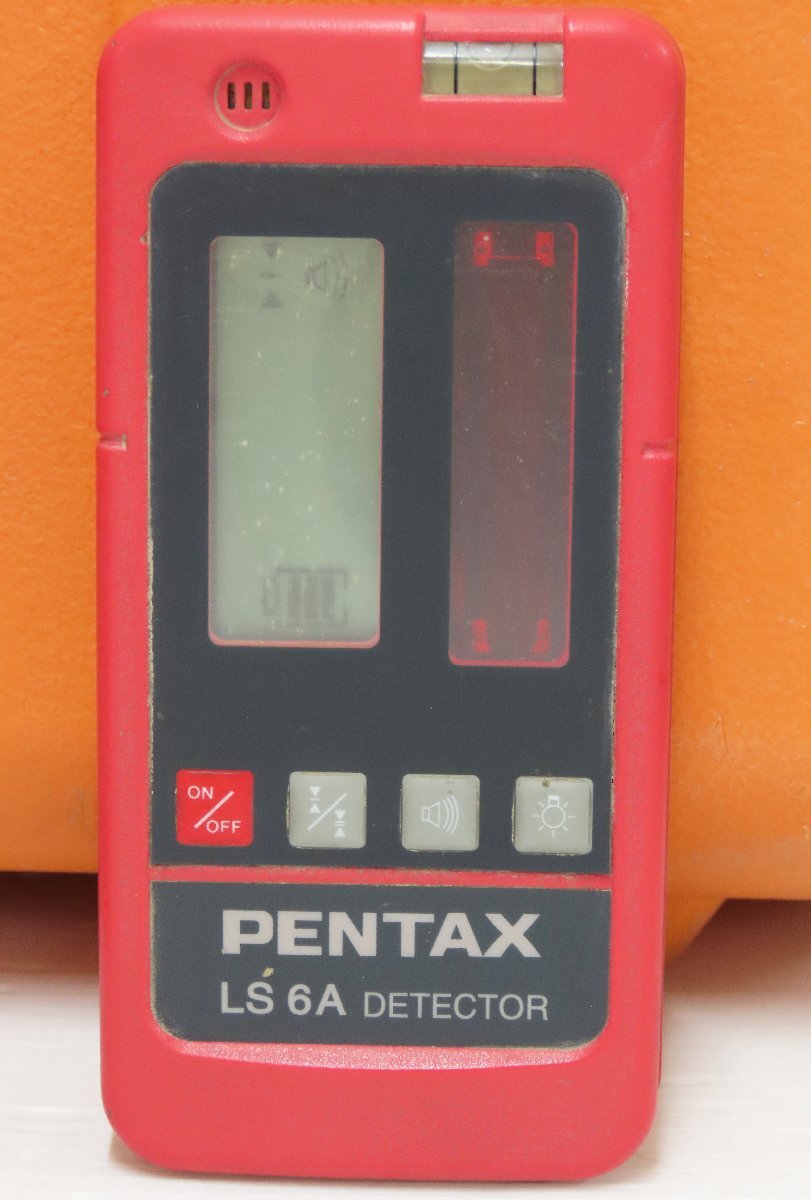 ON/OFF
PENTAX
LS 6A DETECTOR